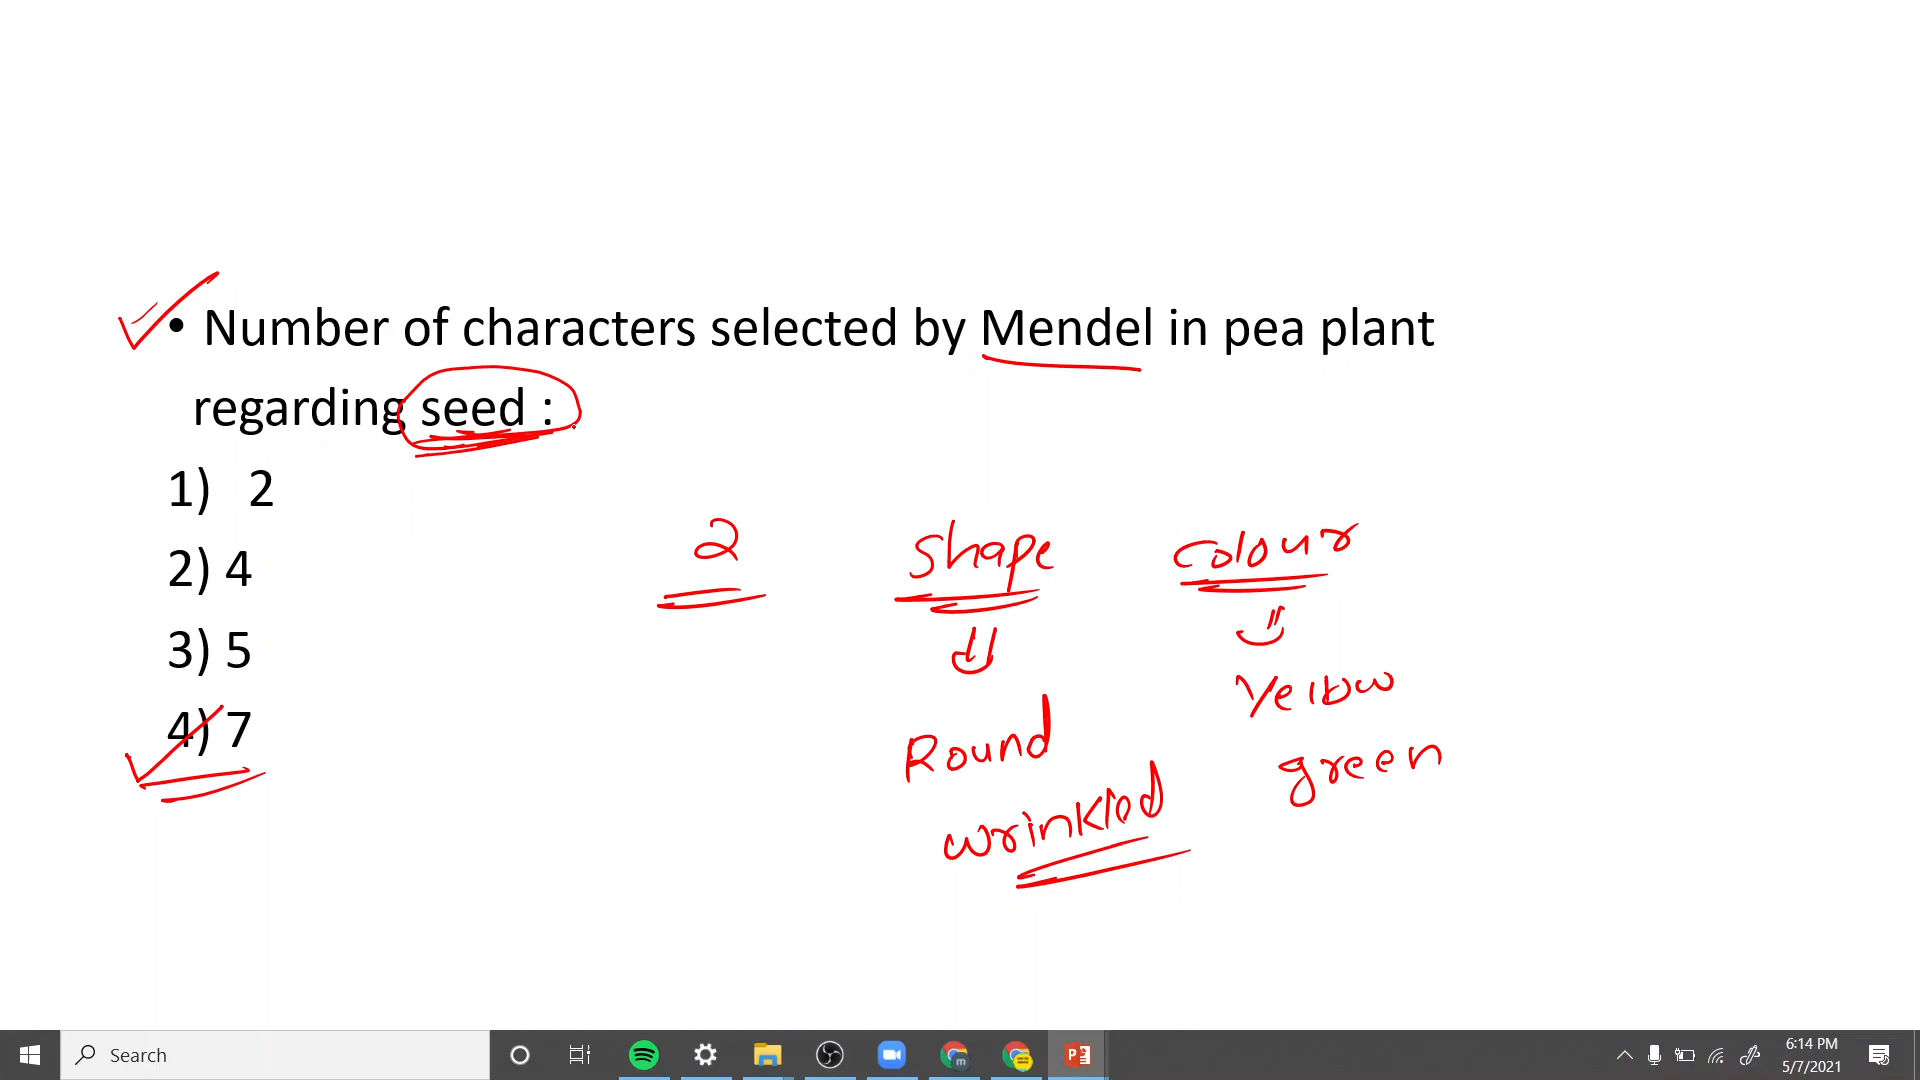 • Number of characters selected by Mendel in pea plant
regarding seed :
1) 2
2) 4
3) 5
4) 7
2 shape colour
Round
wrinkled
Yellow
green
Search
6:14 PM
5/7/2021